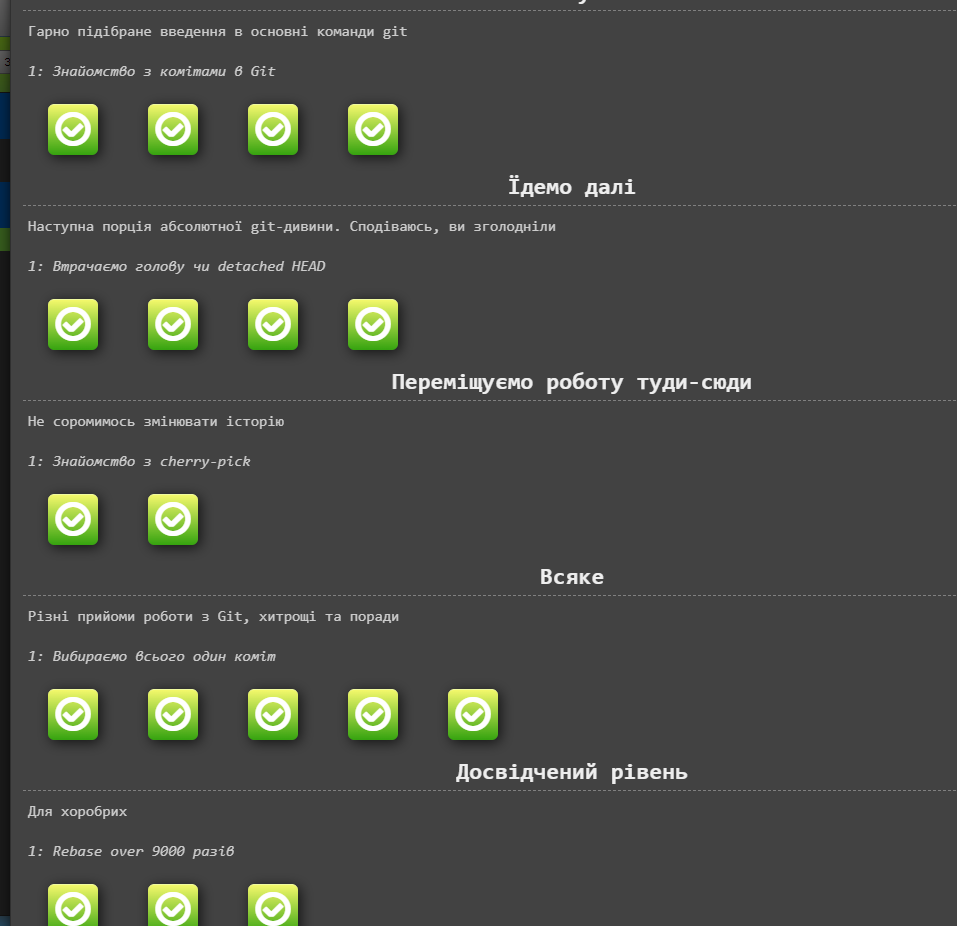 Гарно підібране введення в основні команди git
1: Знайомство з комітами в Git
Їдемо далі
Наступна порція абсолютної git-дивини. Сподіваюсь, ви зголодніли
1: Втрачаємо голову чи detached HEAD
Переміщуємо роботу туди-сюди
Не соромимось змінювати історію
1: Знайомство з cherry-pick
Всяке
Різні прийоми роботи з Git, хитрощі та поради
1: Вибираємо всього один коміт
Досвідчений рівень
Для хоробрих
1: Rebase over 9000 разів